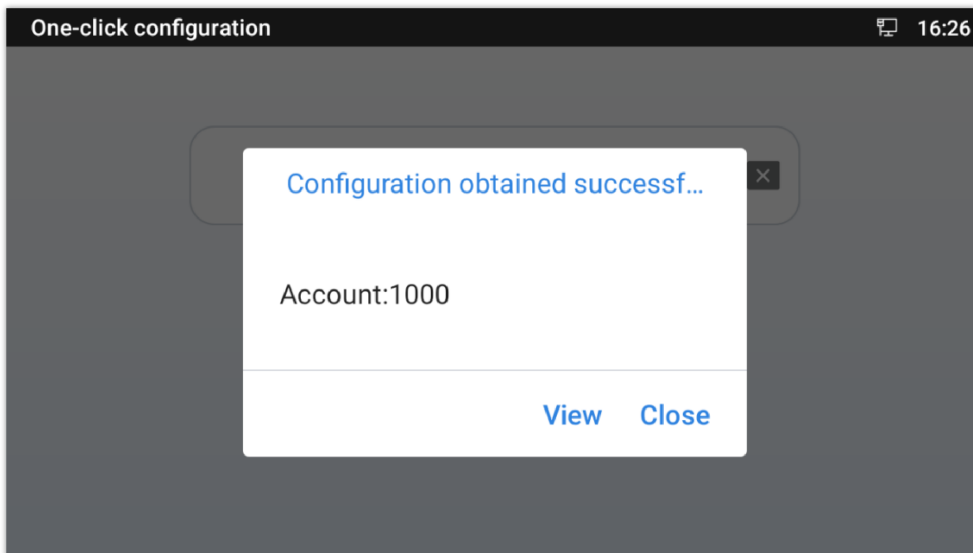 One-click configuration 16:26
Configuration obtained successf...
Account:1000
View Close